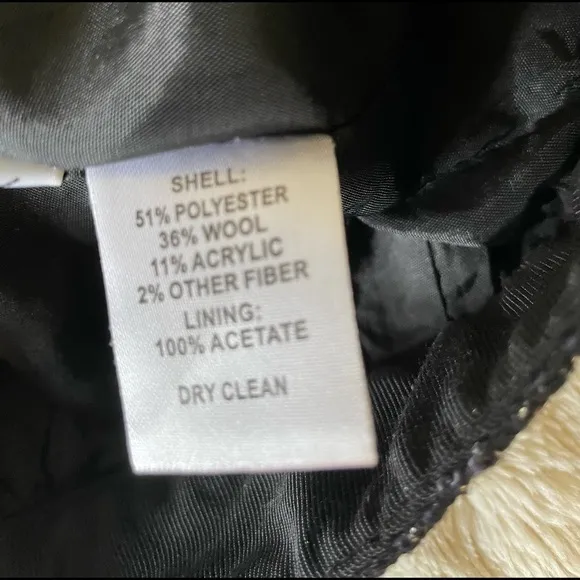 SHELL:
51% POLYESTER
36% WOOL
11% ACRYLIC
2% OTHER FIBER
LINING:
100% ACETATE
DRY CLEAN